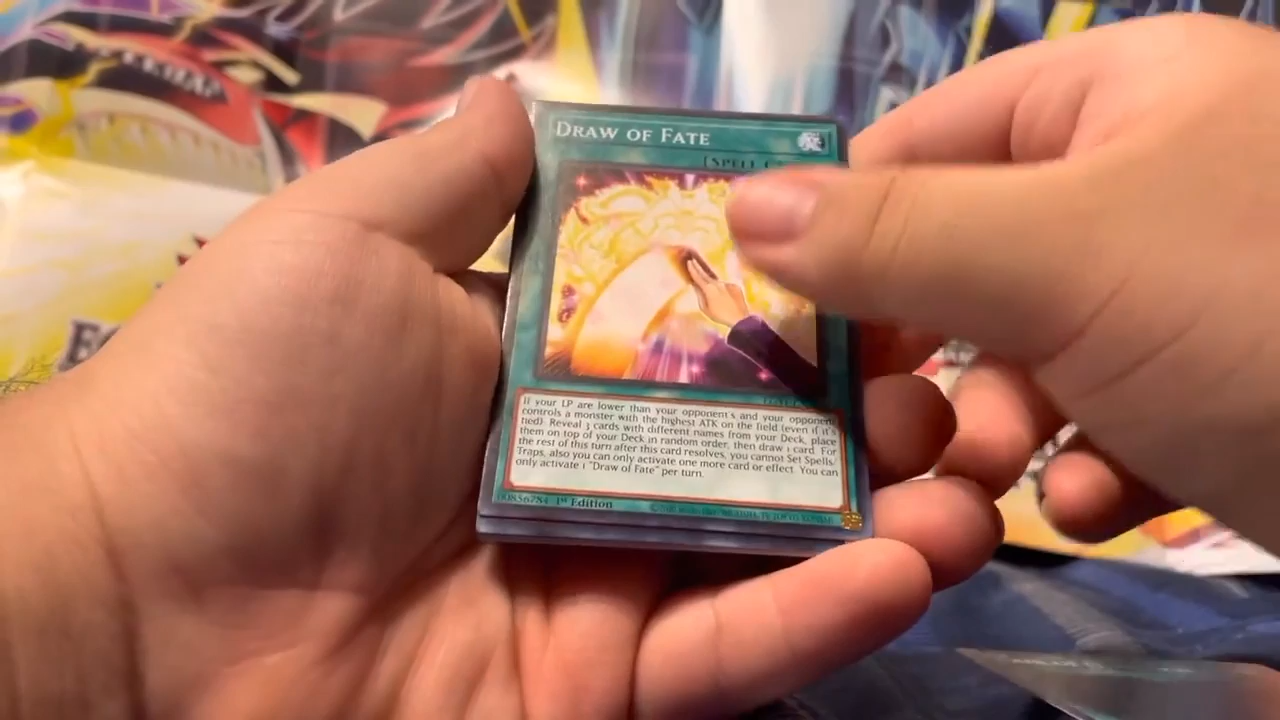 DRAW OF FATE
[SPELL C
If your LP are lower than your opponent's and your opponent
controls a monster with the highest ATK on the field (even if it's
tied): Reveal 3 cards with different names from your Deck, place
them on top of your Deck in random order, then draw 1 card. For
the rest of this turn after this card resolves, you cannot Set Spells/
Traps, also you can only activate one more card or effect. You can
only activate 1 "Draw of Fate" per turn.
00856784 1st Edition